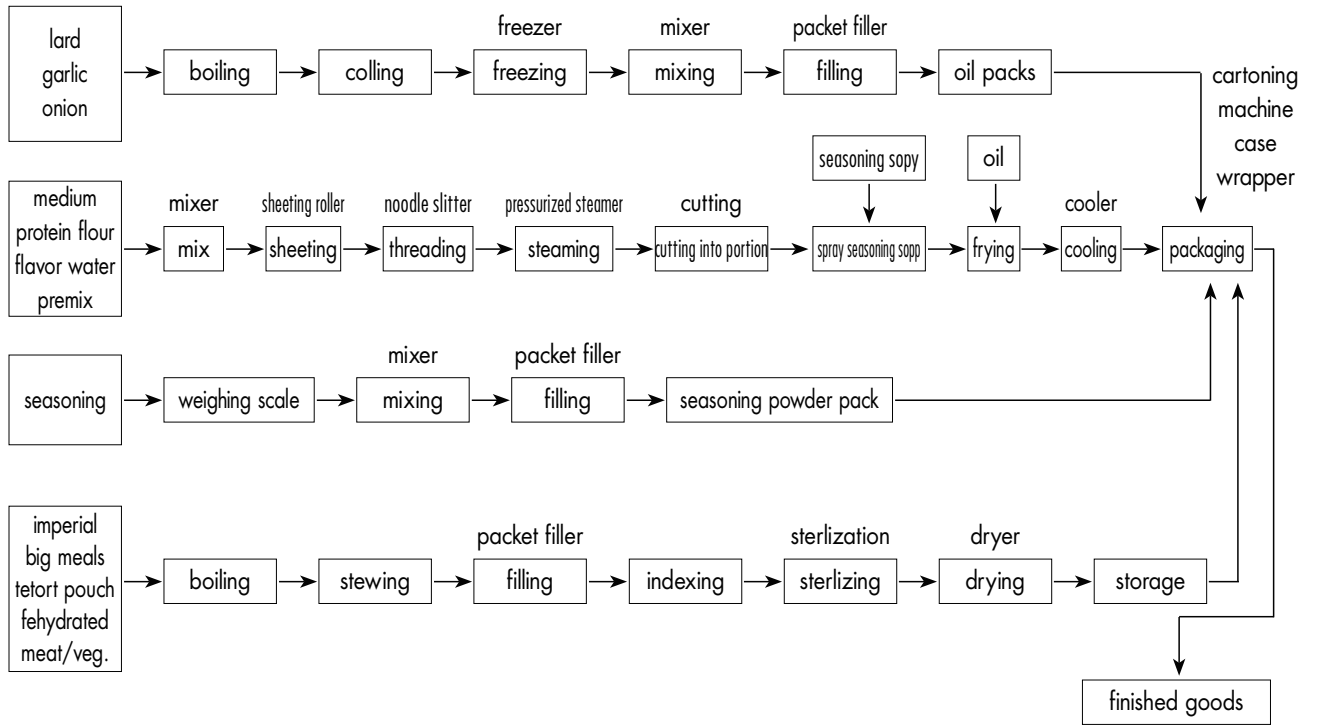 lard
garlic
onion
boiling
colling
freezer
freezing
mixer
mixing
packet filler
filling
oil packs
cartoning
machine
case
wrapper
medium
protein flour
flavor water
premix
mixer
mix
sheeting roller
sheeting
noodle slitter
threading
pressurized steamer
steaming
cutting
cutting into portion
seasoning sopy
spray seasoning sopp
oil
frying
cooler
cooling
packaging
seasoning
weighing scale
mixer
mixing
packet filler
filling
seasoning powder pack
imperial
big meals
tetort pouch
fehydrated
meat/veg.
boiling
stewing
packet filler
filling
indexing
sterlization
sterlizing
dryer
drying
storage
finished goods